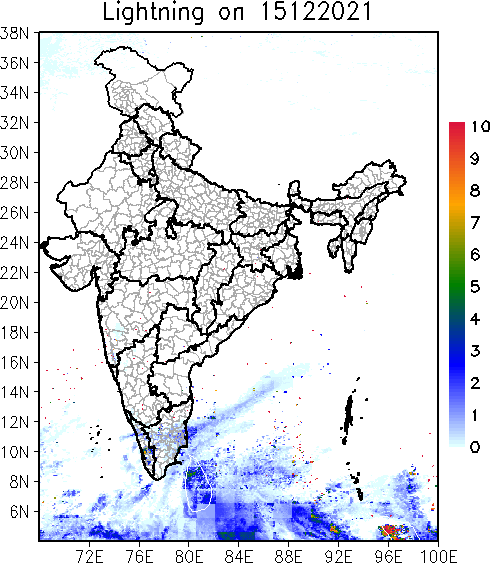 Lightning on 15122021
38N
36N
34N
32N
30N
28N
26N
24N
22N
20N
18N
16N
14N
12N
10N
8N
6N
72E 76E 80E 84E 88E 92E 96E 100E
10
9
8
7
6
5
4
3
2
1
0